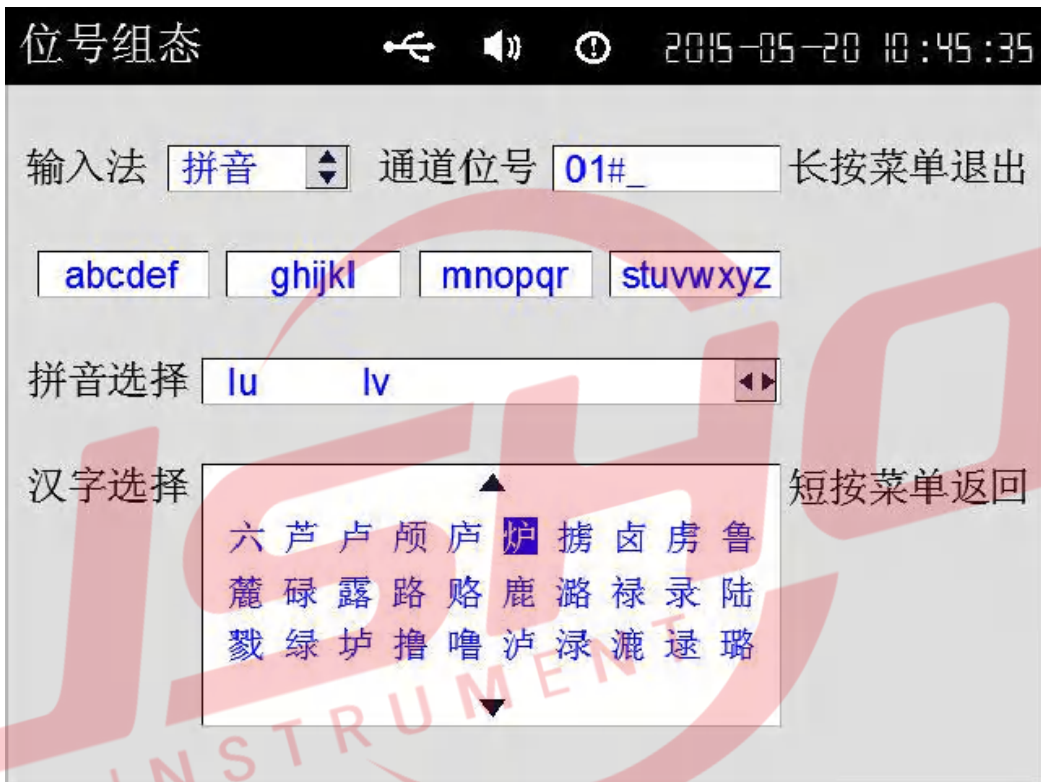 位号组态 2015-05-20 10:45:35
输入法 拼音 通道位号 01#_ 长按菜单退出
abcdef ghijkl mnopqr stuvwxyz
拼音选择 lu lv
汉字选择 短按菜单返回
六 芦 卢 颅 庐 炉 掳 卤 虏 鲁
麓 碌 露 路 赂 鹿 潞 禄 录 陆
戮 绿 垆 撸 噜 泸 渌 漉 逯 璐
JSHO
INSTRUMENT